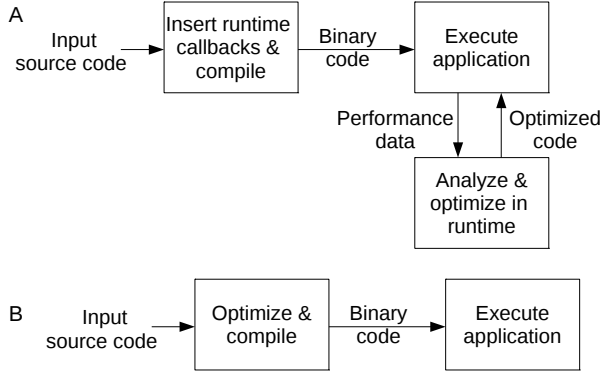 A
Input
source code
Insert runtime
callbacks &
compile
Binary
code
Execute
application
Performance
data
Optimized
code
Analyze &
optimize in
runtime
B
Input
source code
Optimize &
compile
Binary
code
Execute
application